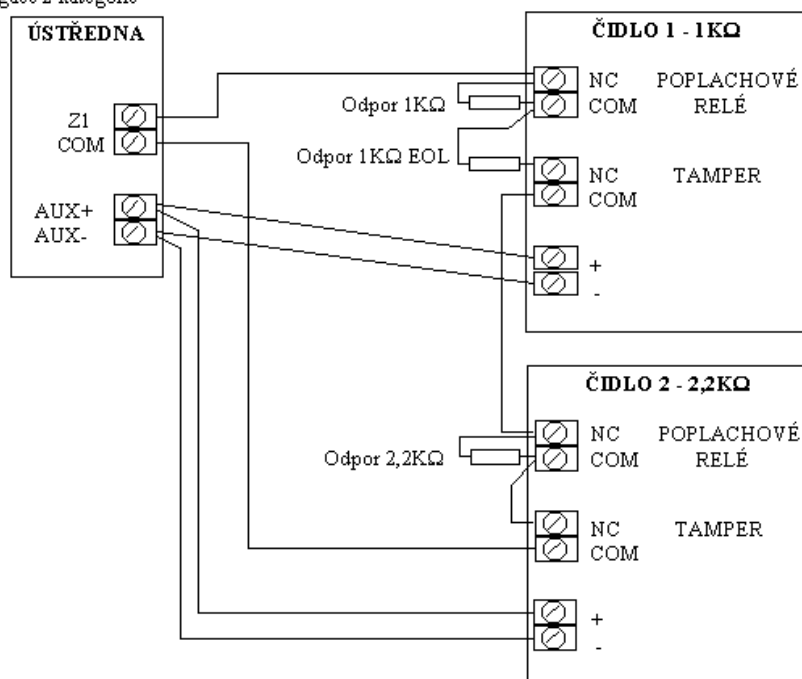 ÚSTŘEDNA
Z1
COM
AUX+
AUX-
ČIDLO 1 - 1KΩ
NC POPLACHOVÉ
COM RELÉ
NC TAMPER
COM
+
-
Odpor 1KΩ
Odpor 1KΩ EOL
ČIDLO 2 - 2,2KΩ
NC POPLACHOVÉ
COM RELÉ
NC TAMPER
COM
+
-
Odpor 2,2KΩ